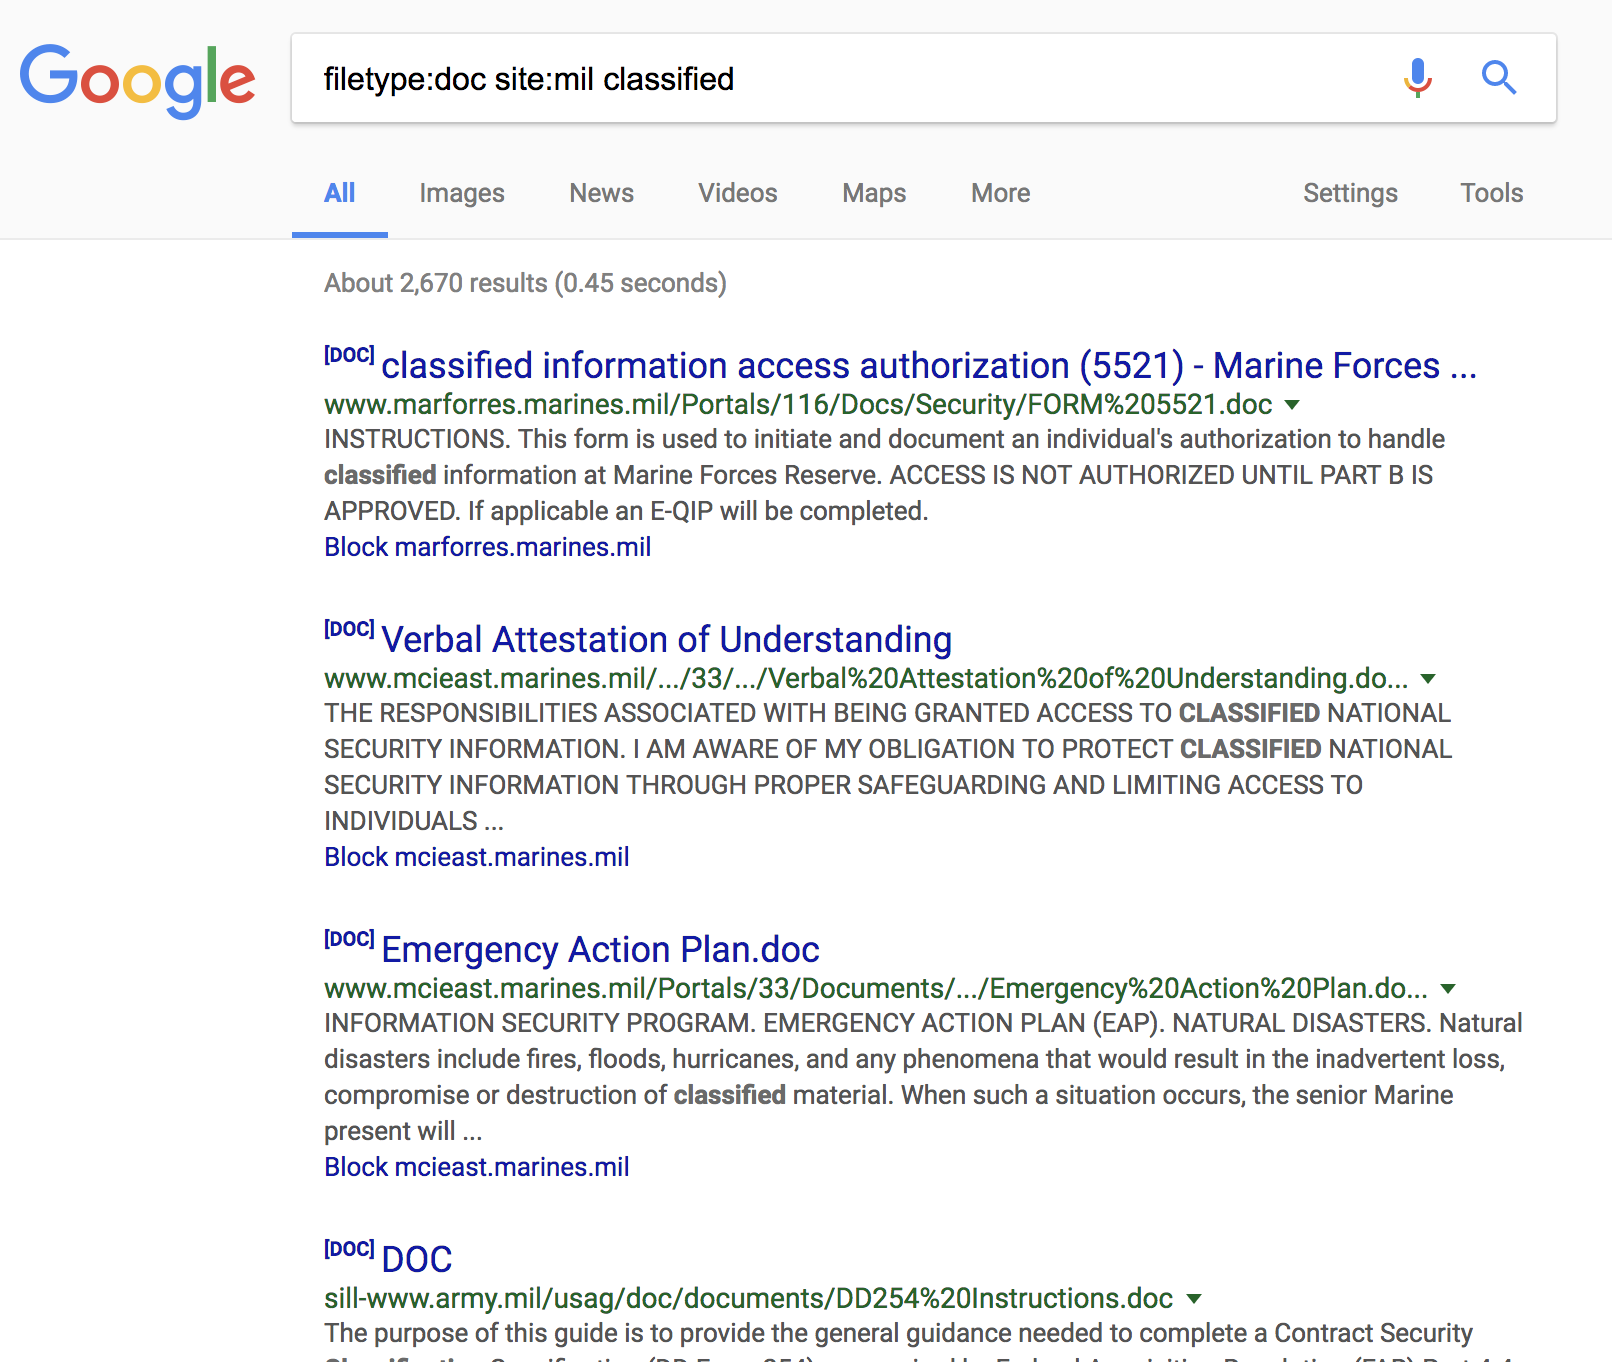 Google
filetype:doc site:mil classified
All Images News Videos Maps More Settings Tools
About 2,670 results (0.45 seconds)
[DOC] classified information access authorization (5521) - Marine Forces ...
www.marforres.marines.mil/Portals/116/Docs/Security/FORM%205521.doc
INSTRUCTIONS. This form is used to initiate and document an individual's authorization to handle
classified information at Marine Forces Reserve. ACCESS IS NOT AUTHORIZED UNTIL PART B IS
APPROVED. If applicable an E-QIP will be completed.
Block marforres.marines.mil
[DOC] Verbal Attestation of Understanding
www.mcieast.marines.mil/.../33/.../Verbal%20Attestation%20of%20Understanding.do...
THE RESPONSIBILITIES ASSOCIATED WITH BEING GRANTED ACCESS TO CLASSIFIED NATIONAL
SECURITY INFORMATION. I AM AWARE OF MY OBLIGATION TO PROTECT CLASSIFIED NATIONAL
SECURITY INFORMATION THROUGH PROPER SAFEGUARDING AND LIMITING ACCESS TO
INDIVIDUALS ...
Block mcieast.marines.mil
[DOC] Emergency Action Plan.doc
www.mcieast.marines.mil/Portals/33/Documents/.../Emergency%20Action%20Plan.do...
INFORMATION SECURITY PROGRAM. EMERGENCY ACTION PLAN (EAP). NATURAL DISASTERS. Natural
disasters include fires, floods, hurricanes, and any phenomena that would result in the inadvertent loss,
compromise or destruction of classified material. When such a situation occurs, the senior Marine
present will ...
Block mcieast.marines.mil
[DOC] DOC
sill-www.army.mil/usag/doc/documents/DD254%20Instructions.doc
The purpose of this guide is to provide the general guidance needed to complete a Contract Security